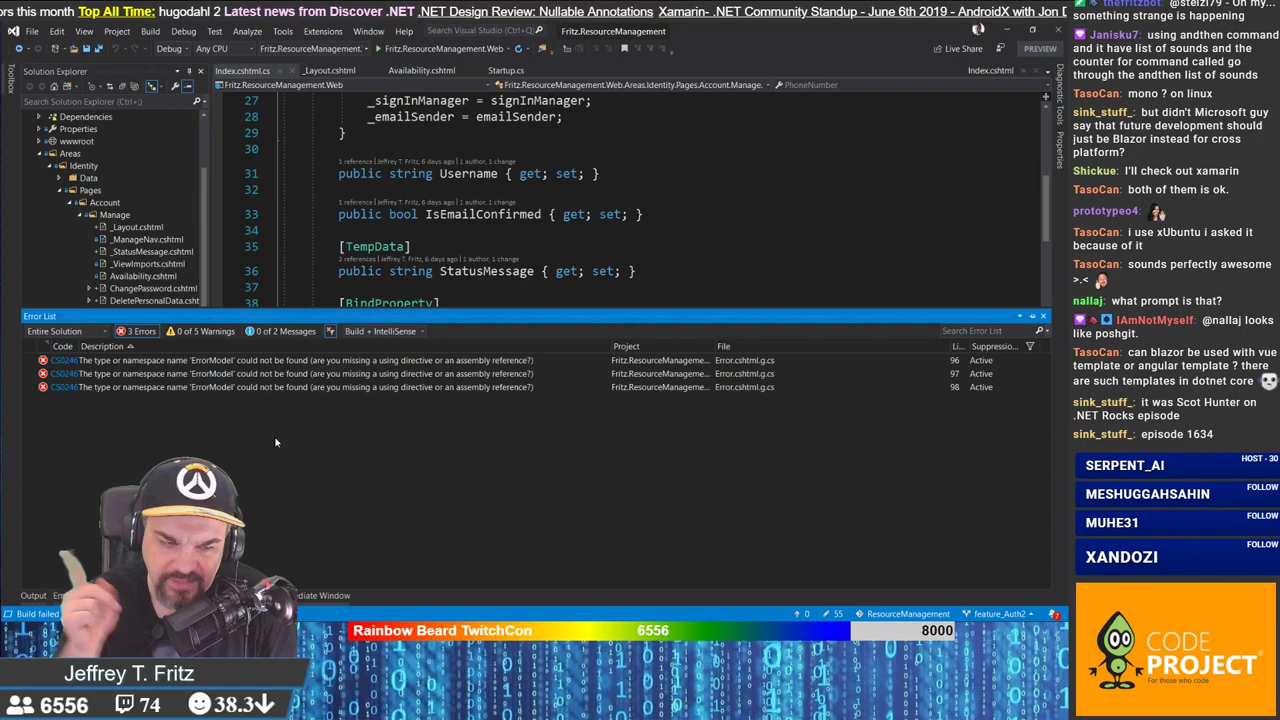 rs this month Top All Time: hugodahl 2 Latest news from Discover .NET .NET Design Review: Nullable Annotations Xamarin- .NET Community Standup - June 6th 2019 - AndroidX with Jon D
File Edit View Project Build Debug Test Analyze Tools Extensions Window Help Search Visual Studio Fritz.ResourceManagement
Debug Any CPU Fritz.ResourceManagement. Fritz.ResourceManagement.Web Live Share PREVIEW
Toolbox
Solution Explorer
Search Solution Explorer
Dependencies
Properties
wwwroot
Areas
Identity
Data
Pages
Account
Manage
_Layout.cshtml
_ManageNav.cshtml
_StatusMessage.cshtml
_ViewImports.cshtml
Availability.cshtml
ChangePassword.cshtml
DeletePersonalData.csht
Index.cshtml.cs _Layout.cshtml Availability.cshtml Startup.cs Index.cshtml
Fritz.ResourceManagement.Web Fritz.ResourceManagement.Web.Areas.Identity.Pages.Account.Manage. PhoneNumber
27 _signInManager = signInManager;
28 _emailSender = emailSender;
29 }
30
1 reference | Jeffrey T. Fritz, 6 days ago | 1 author, 1 change
31 public string Username { get; set; }
32
1 reference | Jeffrey T. Fritz, 6 days ago | 1 author, 1 change
33 public bool IsEmailConfirmed { get; set; }
34
35 [TempData]
2 references | Jeffrey T. Fritz, 6 days ago | 1 author, 1 change
36 public string StatusMessage { get; set; }
37
38 [BindProperty]
Diagnostic Tools
Properties
Error List
Entire Solution 3 Errors 0 of 5 Warnings 0 of 2 Messages Build + IntelliSense Search Error List
Code Description Project File Li... Suppressio...
CS0246 The type or namespace name 'ErrorModel' could not be found (are you missing a using directive or an assembly reference?) Fritz.ResourceManageme... Error.cshtml.g.cs 96 Active
CS0246 The type or namespace name 'ErrorModel' could not be found (are you missing a using directive or an assembly reference?) Fritz.ResourceManageme... Error.cshtml.g.cs 97 Active
CS0246 The type or namespace name 'ErrorModel' could not be found (are you missing a using directive or an assembly reference?) Fritz.ResourceManageme... Error.cshtml.g.cs 98 Active
Output Window
Build failed 0 55 ResourceManagement feature_Auth2
Rainbow Beard TwitchCon 6556 8000
Jeffrey T. Fritz
6556 74 38.3
something strange is happening
Janisku7: using andthen command
and it have list of sounds and the
counter for command called go
through the andthen list of sounds
TasoCan: mono ? on linux
sink_stuff_: but didn't Microsoft guy
say that future development should
just be Blazor instead for cross
platform?
Shickue: I'll check out xamarin
TasoCan: both of them is ok.
prototypeo4:
TasoCan: i use xUbuntu i asked it
because of it
TasoCan: sounds perfectly awesome
>.<
nallaj: what prompt is that?
IAmNotMyself: @nallaj looks
like poshgit.
TasoCan: can blazor be used with vue
template or angular template ? there
are such templates in dotnet core
sink_stuff_: it was Scot Hunter on
.NET Rocks episode
sink_stuff_: episode 1634
SERPENT_AI HOST - 30
MESHUGGAHSAHIN FOLLOW
MUHE31 FOLLOW
XANDOZI FOLLOW
CODE
PROJECT
For those who code